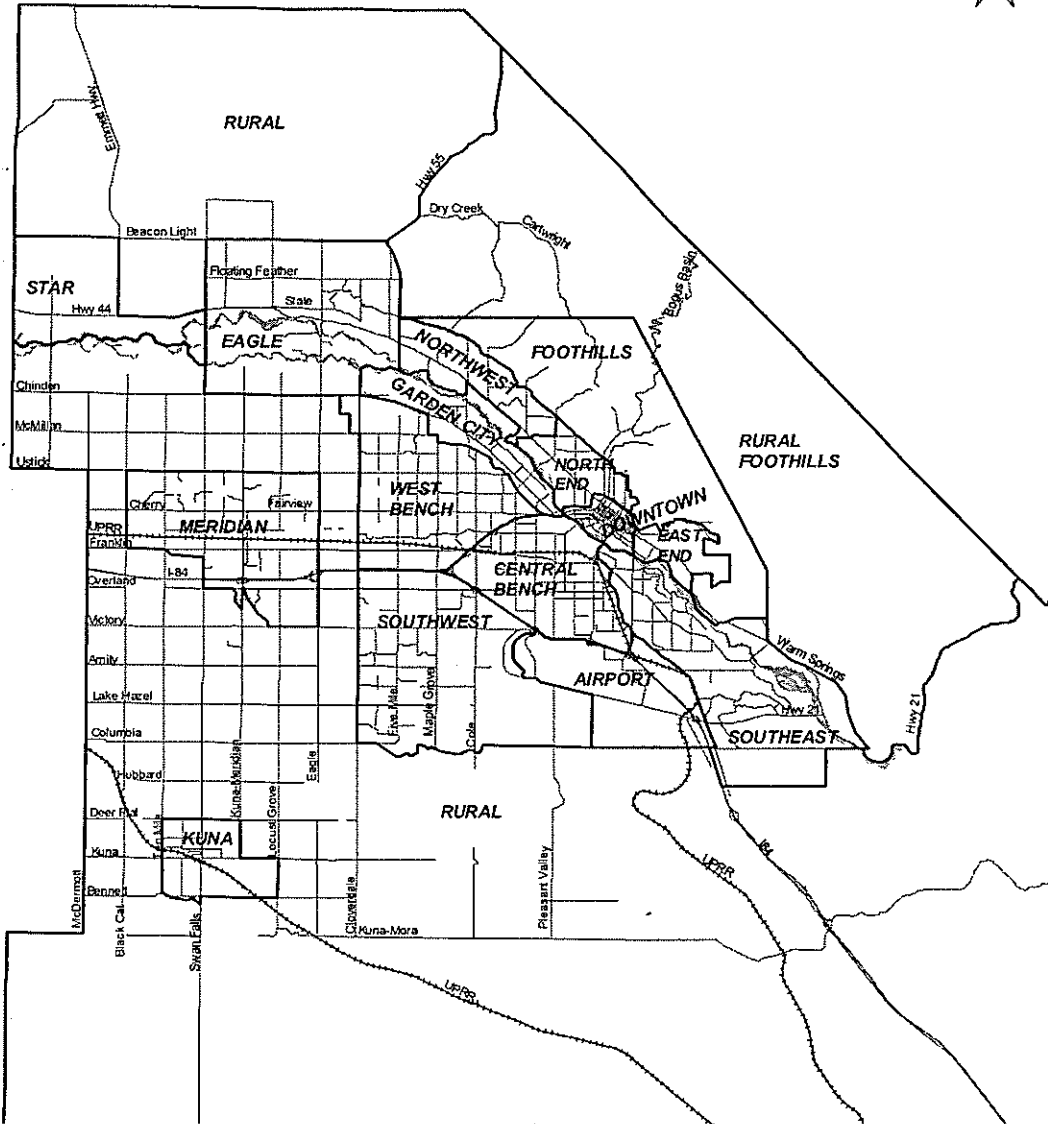 RURAL
Emmet Hwy
Hwy 55
Dry Creek
Cartwright
Beacon Light
Bogus Basin
Floating Feather
STAR
Hwy 44
State
EAGLE
NORTHWEST
FOOTHILLS
Chinden
GARDEN CITY
McMillan
RURAL
FOOTHILLS
Ustick
NORTH
END
WEST
BENCH
Cherry
Fairview
DOWNTOWN
MERIDIAN
UPRR
EAST
END
Franklin
I-84
CENTRAL
BENCH
Overland
Victory
SOUTHWEST
Warm Springs
Amity
AIRPORT
Lake Hazel
Five Mile
Maple Grove
Hwy 21
Hwy 21
Columbia
Cole
SOUTHEAST
Eagle
Hubbard
Kuna-Meridian
Locust Grove
RURAL
Deer Flat
KUNA
Ten Mile
Kuna
I84
UPRR
Bennett
McDermott
Black Cat
Swan Falls
Cloverdale
Pleasant Valley
Kuna-Mora
UPRR